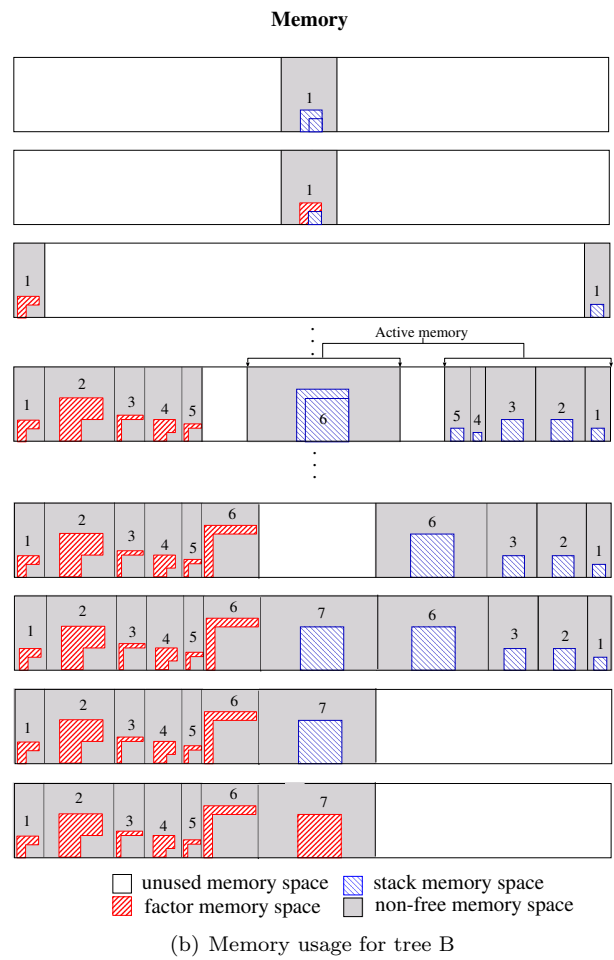 Memory
1
1
1 1
Active memory
1 2 3 4 5 6 5 4 3 2 1
1 2 3 4 5 6 6 3 2 1
1 2 3 4 5 6 7 6 3 2 1
1 2 3 4 5 6 7
1 2 3 4 5 6 7
unused memory space stack memory space
factor memory space non-free memory space
(b) Memory usage for tree B